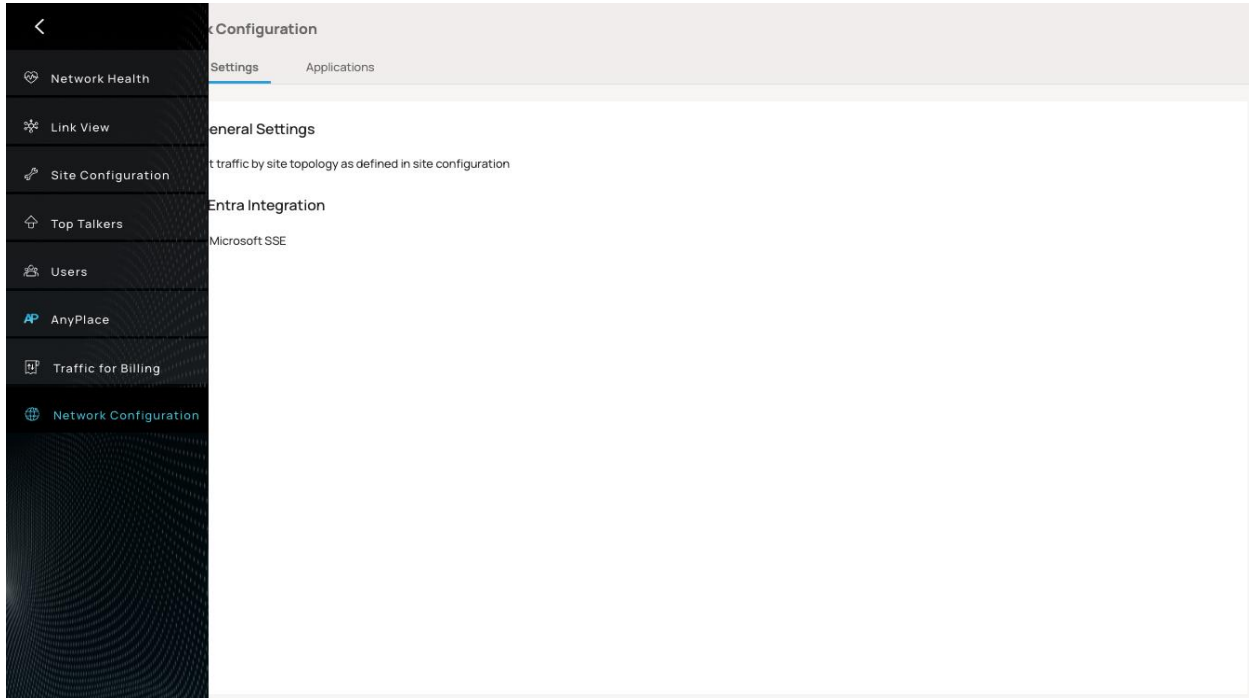 Configuration
Settings
Applications
eneral Settings
t traffic by site topology as defined in site configuration
Entra Integration
Microsoft SSE
Network Health
Link View
Site Configuration
Top Talkers
Users
AP AnyPlace
Traffic for Billing
Network Configuration